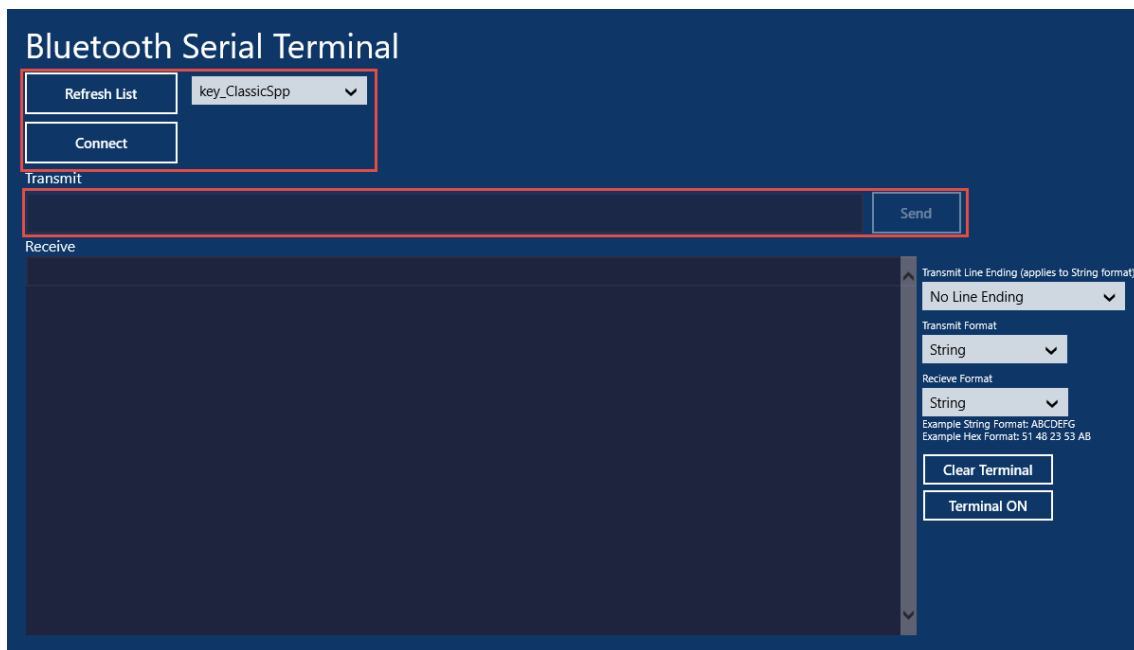 Bluetooth Serial Terminal
Refresh List
key_ClassicSpp
Connect
Transmit
Send
Receive
Transmit Line Ending (applies to String format)
No Line Ending
Transmit Format
String
Recieve Format
String
Example String Format: ABCDEFG
Example Hex Format: 51 48 23 53 AB
Clear Terminal
Terminal ON